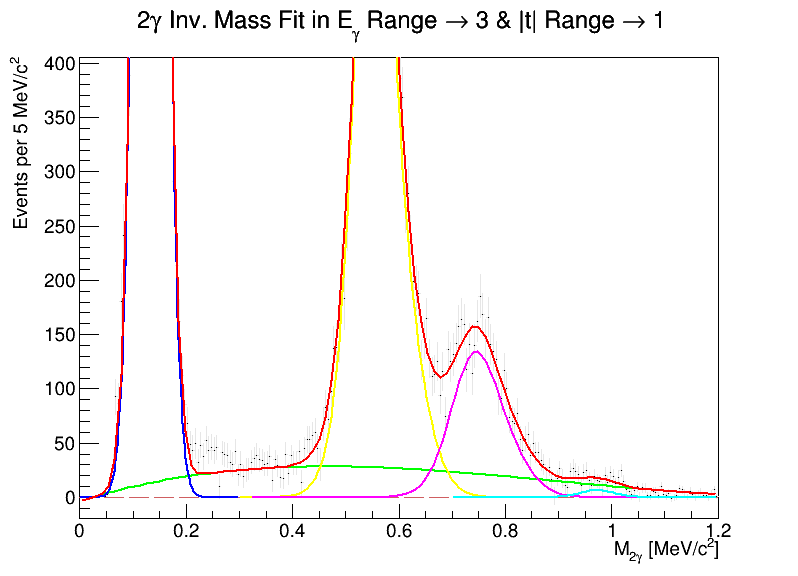 2γ Inv. Mass Fit in Eγ Range → 3 & |t| Range → 1
Events per 5 MeV/c²
400
350
300
250
200
150
100
50
0
0 0.2 0.4 0.6 0.8 1 1.2
M2γ [MeV/c²]